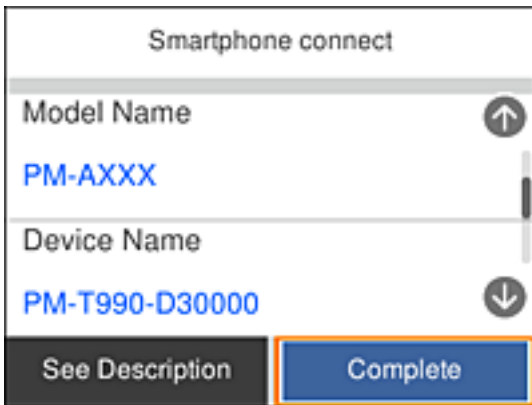 Smartphone connect
Model Name
PM-AXXX
Device Name
PM-T990-D30000
See Description
Complete